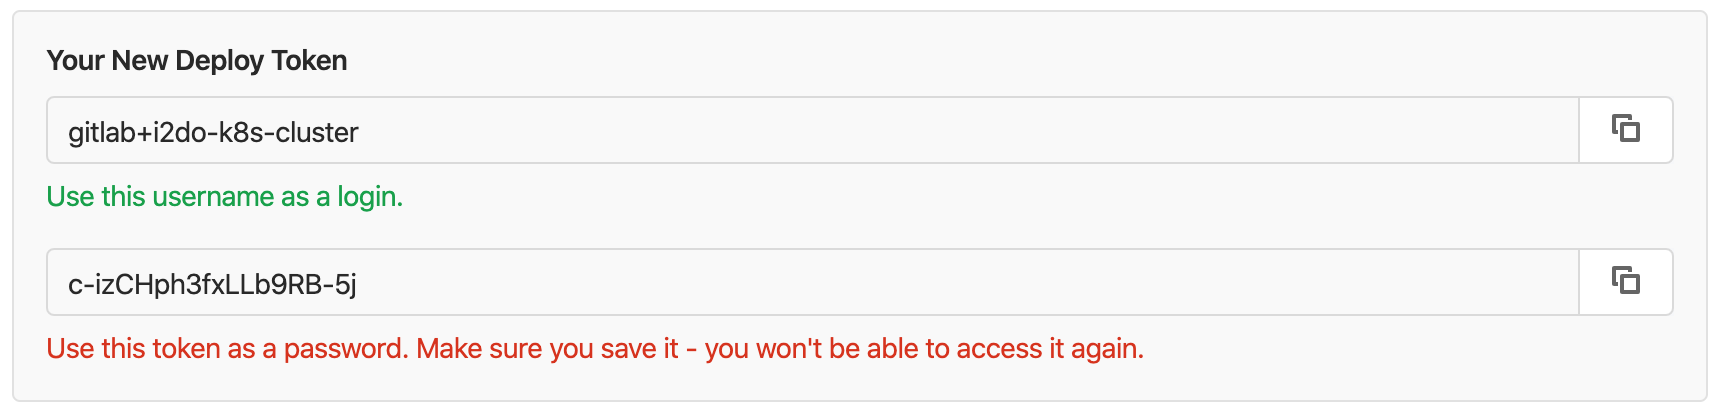 Your New Deploy Token
gitlab+i2do-k8s-cluster
Use this username as a login.
c-izCHph3fxLLb9RB-5j
Use this token as a password. Make sure you save it - you won't be able to access it again.